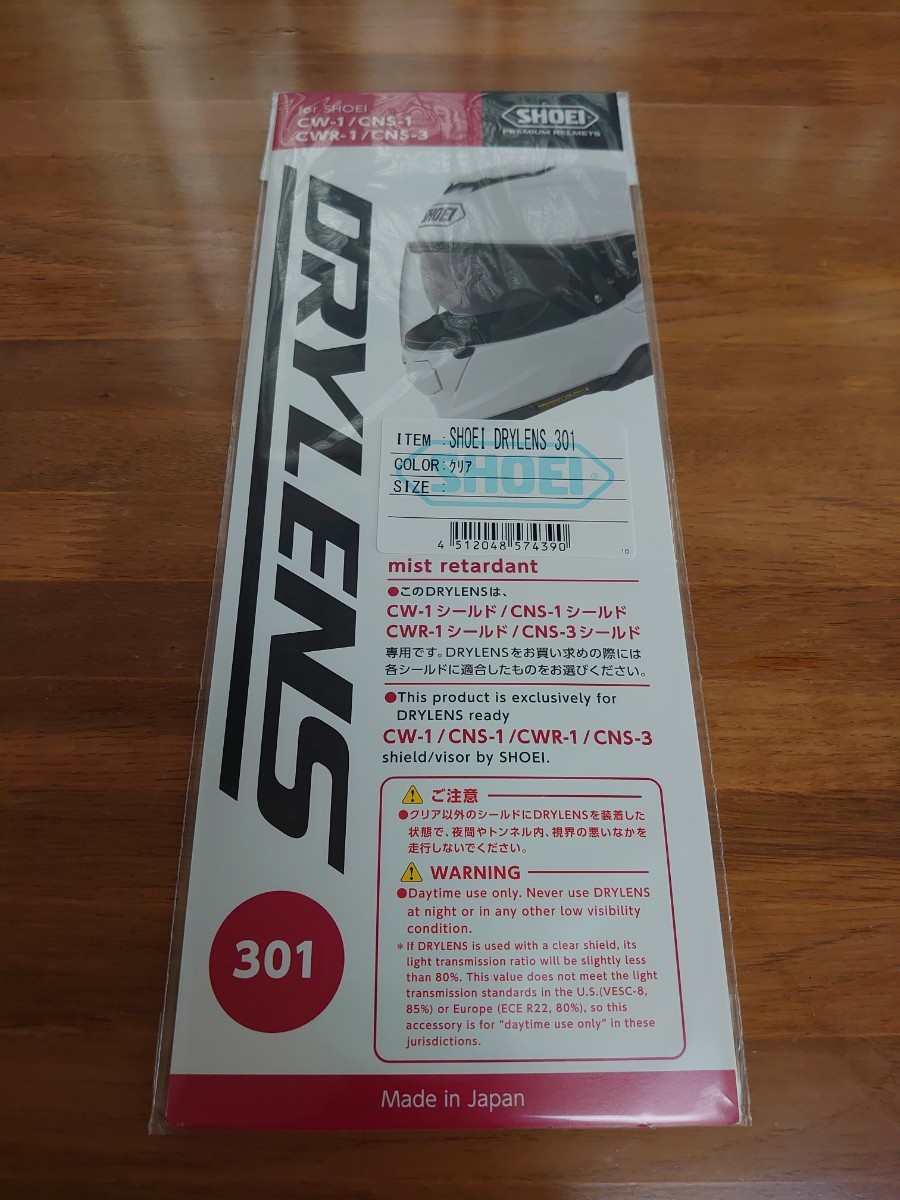 for SHOEI
CW-1/CNS-1
CWR-1/CNS-3
SHOEI
PREMIUM HELMETS
DRYLENS
SHOEI
ITEM :SHOEI DRYLENS 301
COLOR:クリア
SIZE :
SHOEI
4 512048 574390
10
mist retardant
●このDRYLENSは、
CW-1シールド/CNS-1シールド
CWR-1シールド/CNS-3シールド
専用です。DRYLENSをお買い求めの際には
各シールドに適合したものをお選びください。
●This product is exclusively for
DRYLENS ready
CW-1/CNS-1/CWR-1/CNS-3
shield/visor by SHOEI.
ご注意
●クリア以外のシールドにDRYLENSを装着した
状態で、夜間やトンネル内、視界の悪いなかを
走行しないでください。
WARNING
●Daytime use only. Never use DRYLENS
at night or in any other low visibility
condition.
* If DRYLENS is used with a clear shield, its
light transmission ratio will be slightly less
than 80%. This value does not meet the light
transmission standards in the U.S.(VESC-8,
85%) or Europe (ECE R22, 80%), so this
accessory is for "daytime use only" in these
jurisdictions.
301
Made in Japan